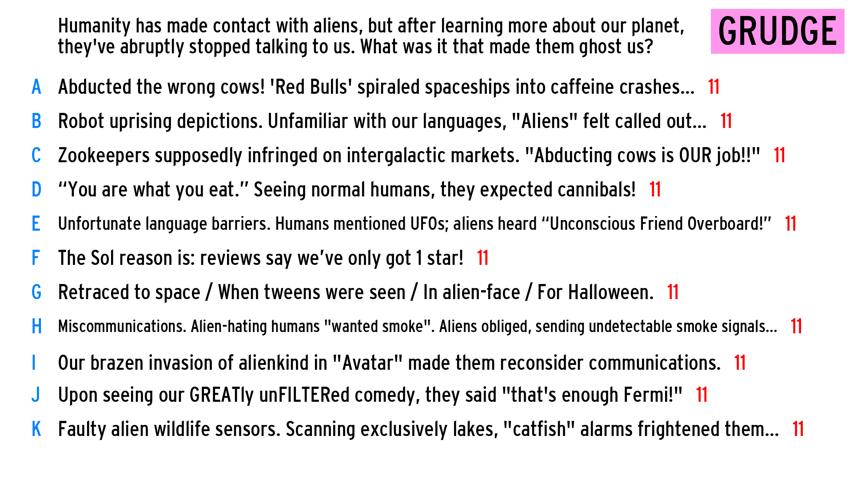 Humanity has made contact with aliens, but after learning more about our planet,
they've abruptly stopped talking to us. What was it that made them ghost us?
GRUDGE
A Abducted the wrong cows! 'Red Bulls' spiraled spaceships into caffeine crashes... 11
B Robot uprising depictions. Unfamiliar with our languages, "Aliens" felt called out... 11
C Zookeepers supposedly infringed on intergalactic markets. "Abducting cows is OUR job!!" 11
D “You are what you eat.” Seeing normal humans, they expected cannibals! 11
E Unfortunate language barriers. Humans mentioned UFOs; aliens heard “Unconscious Friend Overboard!” 11
F The Sol reason is: reviews say we’ve only got 1 star! 11
G Retraced to space / When tweens were seen / In alien-face / For Halloween. 11
H Miscommunications. Alien-hating humans "wanted smoke". Aliens obliged, sending undetectable smoke signals... 11
I Our brazen invasion of alienkind in "Avatar" made them reconsider communications. 11
J Upon seeing our GREATly unFILTERed comedy, they said "that's enough Fermi!" 11
K Faulty alien wildlife sensors. Scanning exclusively lakes, "catfish" alarms frightened them... 11